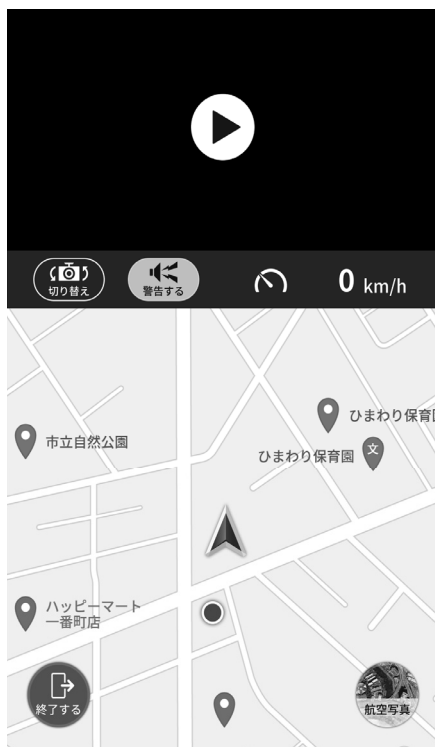 切り替え
警告する
0 km/h
ひまわり保育園
市立自然公園
ひまわり保育園
文
ハッピーマート
一番町店
終了する
航空写真